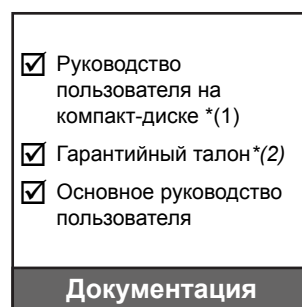 Руководство
пользователя на
компакт-диске *(1)
Гарантийный талон*(2)
Основное руководство
пользователя
Документация